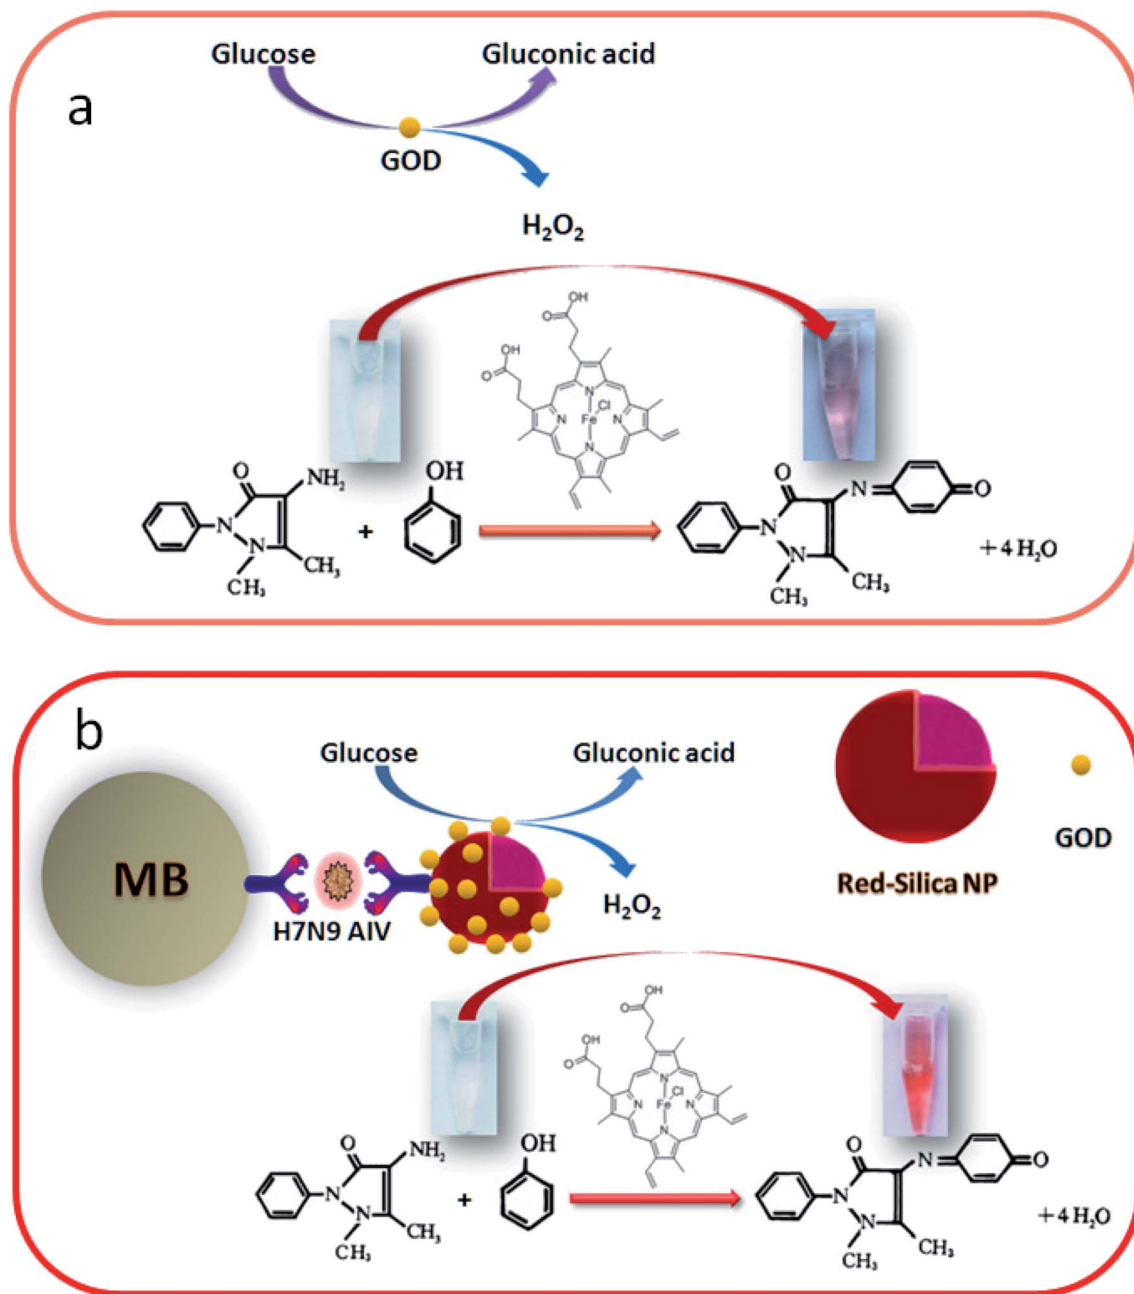 a
Glucose
Gluconic acid
GOD
H₂O₂
O
OH
OH
O
N
Cl
N
Fe
N
N
O
NH₂
N
N
CH₃
CH₃
+
OH
O
N
O
N
N
CH₃
CH₃
+4 H₂O
b
Glucose
Gluconic acid
MB
H7N9 AIV
H₂O₂
Red-Silica NP
GOD
O
OH
OH
O
N
Cl
N
Fe
N
N
O
NH₂
N
N
CH₃
CH₃
+
OH
O
N
O
N
N
CH₃
CH₃
+4 H₂O